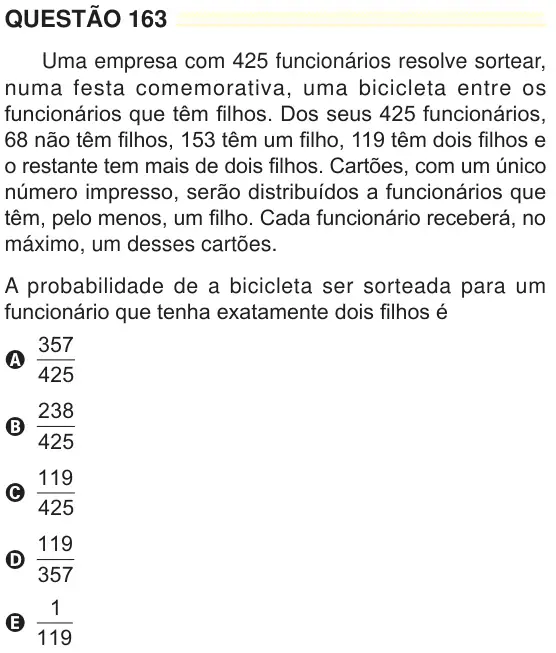 QUESTÃO 163
Uma empresa com 425 funcionários resolve sortear,
numa festa comemorativa, uma bicicleta entre os
funcionários que têm filhos. Dos seus 425 funcionários,
68 não têm filhos, 153 têm um filho, 119 têm dois filhos e
o restante tem mais de dois filhos. Cartões, com um único
número impresso, serão distribuídos a funcionários que
têm, pelo menos, um filho. Cada funcionário receberá, no
máximo, um desses cartões.
A probabilidade de a bicicleta ser sorteada para um
funcionário que tenha exatamente dois filhos é
A 357
425
B 238
425
C 119
425
D 119
357
E 1
119